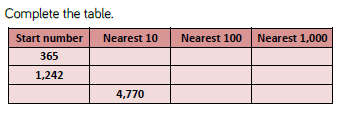 Complete the table.
Start number Nearest 10 Nearest 100 Nearest 1,000
365
1,242
4,770